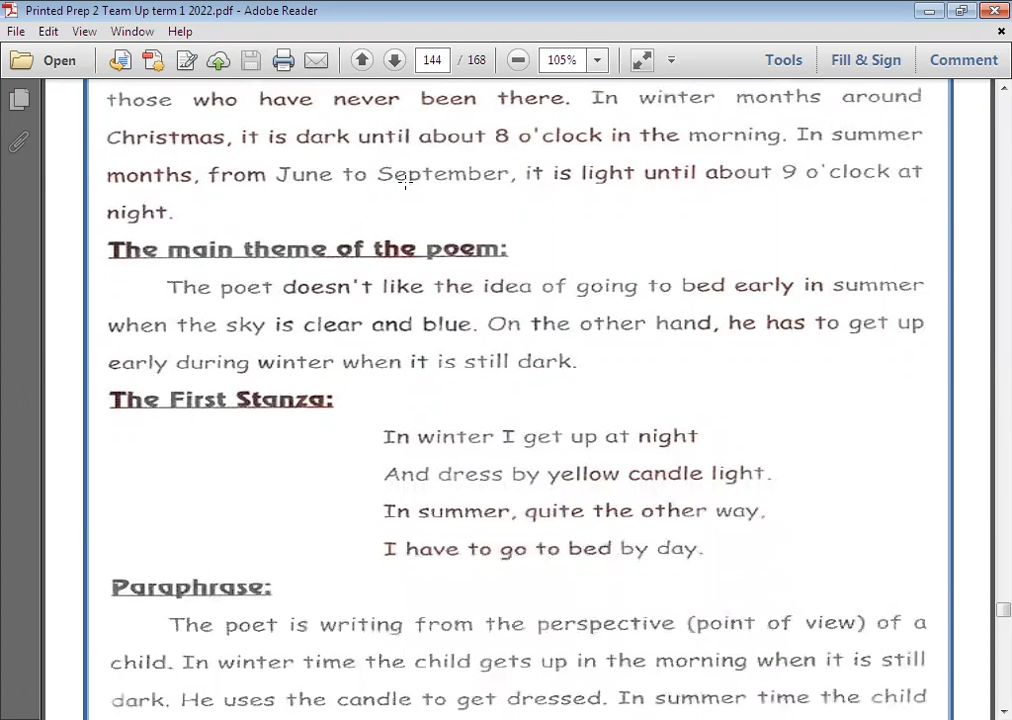 Printed Prep 2 Team Up term 1 2022.pdf - Adobe Reader
File Edit View Window Help
Open 144 / 168 105% Tools Fill & Sign Comment
those who have never been there. In winter months around
Christmas, it is dark until about 8 o'clock in the morning. In summer
months, from June to September, it is light until about 9 o'clock at
night.
The main theme of the poem:
The poet doesn't like the idea of going to bed early in summer
when the sky is clear and blue. On the other hand, he has to get up
early during winter when it is still dark.
The First Stanza:
In winter I get up at night
And dress by yellow candle light.
In summer, quite the other way,
I have to go to bed by day.
Paraphrase:
The poet is writing from the perspective (point of view) of a
child. In winter time the child gets up in the morning when it is still
dark. He uses the candle to get dressed. In summer time the child